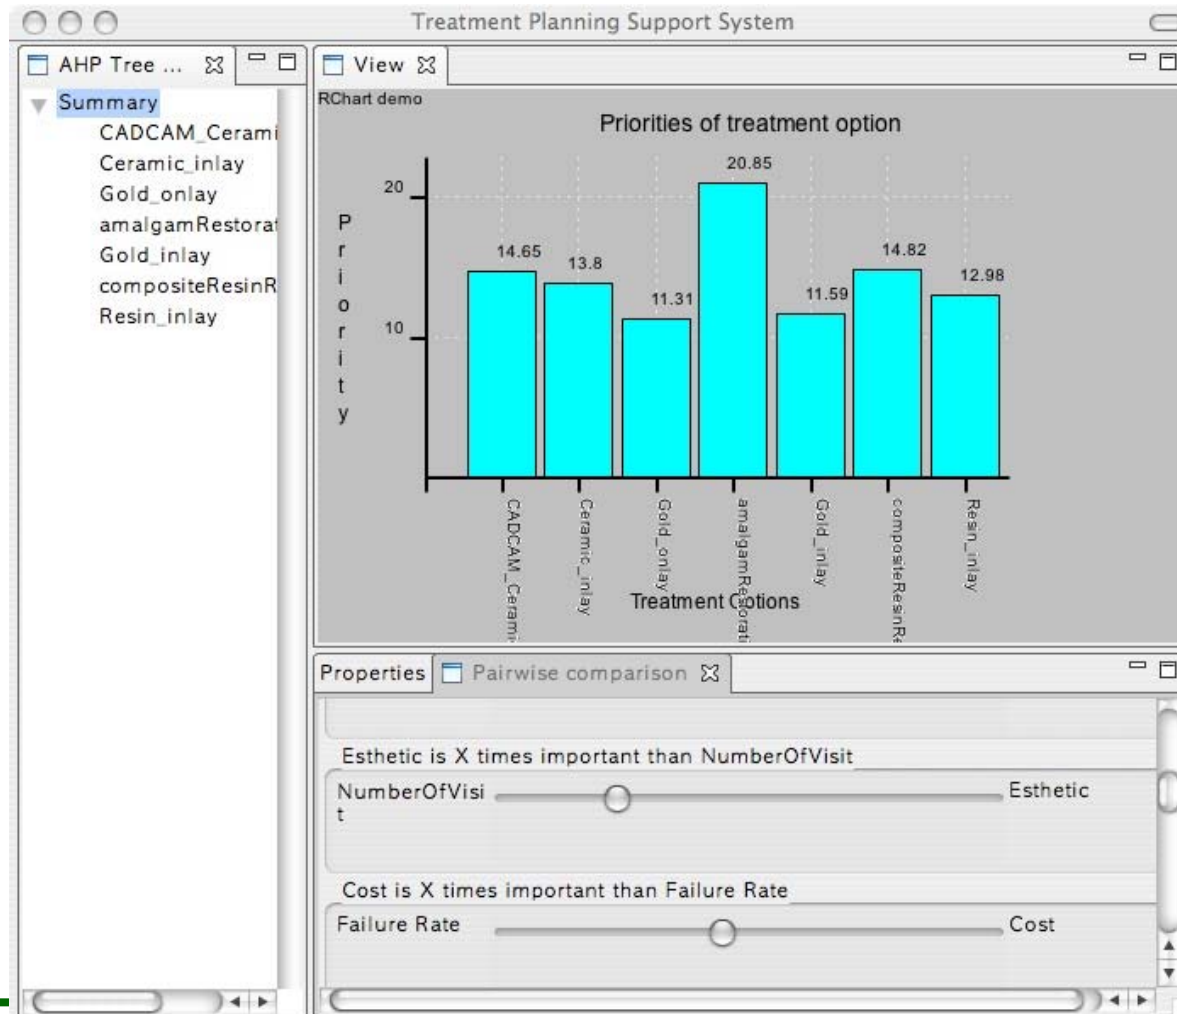 Treatment Planning Support System
AHP Tree ...
Summary
CADCAM_Cerami
Ceramic_inlay
Gold_onlay
amalgamRestorat
Gold_inlay
compositeResinR
Resin_inlay
View
RChart demo
Priorities of treatment option
Priority
20
10
14.65
13.8
11.31
20.85
11.59
14.82
12.98
CADCAM_Cerami
Ceramic_inlay
Gold_onlay
amalgamRestorati
Gold_inlay
compositeResinRe
Resin_inlay
Treatment Options
Properties
Pairwise comparison
Esthetic is X times important than NumberOfVisit
NumberOfVisi
t
Esthetic
Cost is X times important than Failure Rate
Failure Rate
Cost